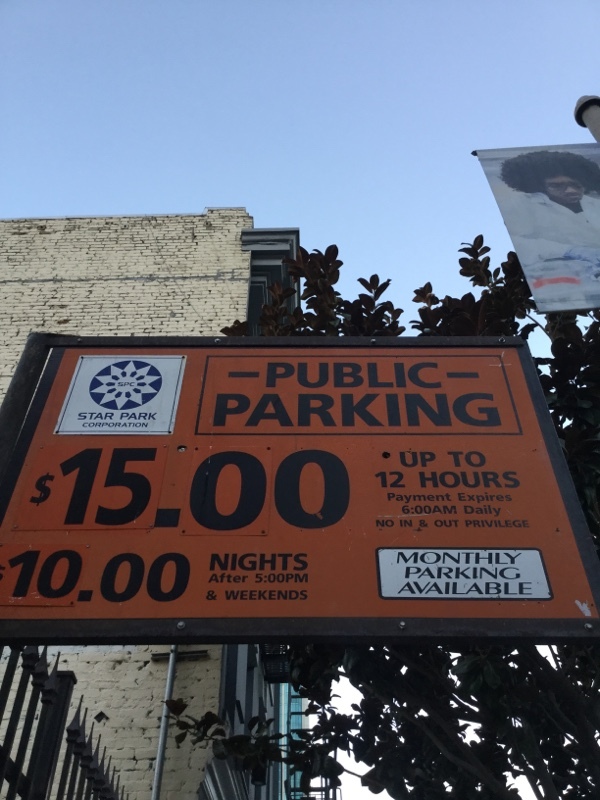 SPC
STAR PARK
CORPORATION
–PUBLIC–
PARKING
$15.00
UP TO
12 HOURS
Payment Expires
6:00AM Daily
NO IN & OUT PRIVILEGE
$10.00
NIGHTS
After 5:00PM
& WEEKENDS
MONTHLY
PARKING
AVAILABLE